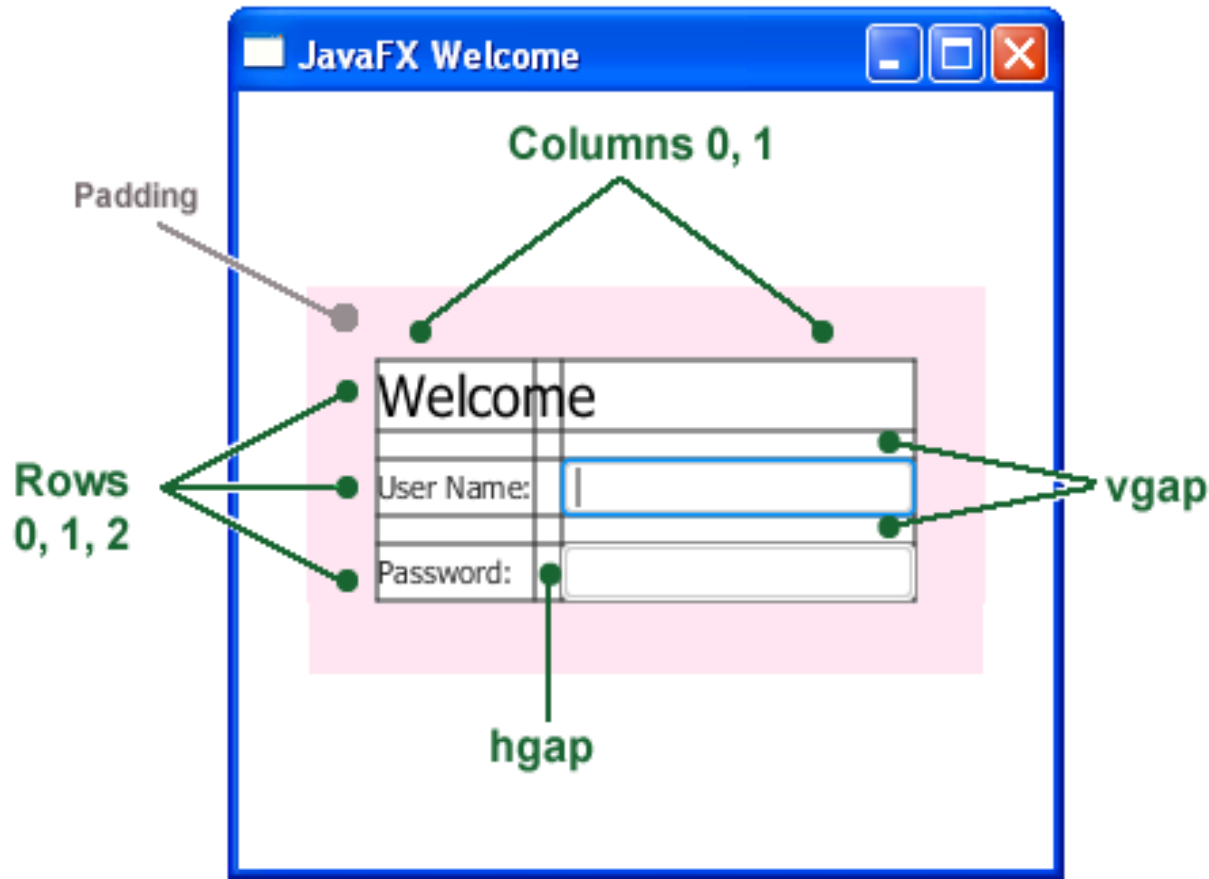 JavaFX Welcome
Columns 0, 1
Padding
Welcome
Rows
0, 1, 2
User Name:
vgap
Password:
hgap